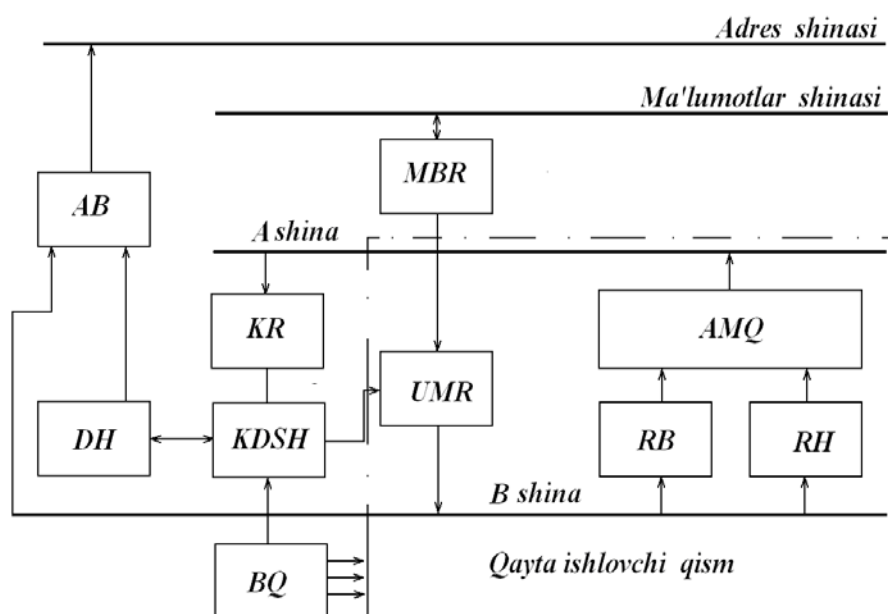 Adres shinasi
Ma'lumotlar shinasi
MBR
AB
A shina
KR
AMQ
UMR
DH
KDSH
RB
RH
B shina
BQ
Qayta ishlovchi qism